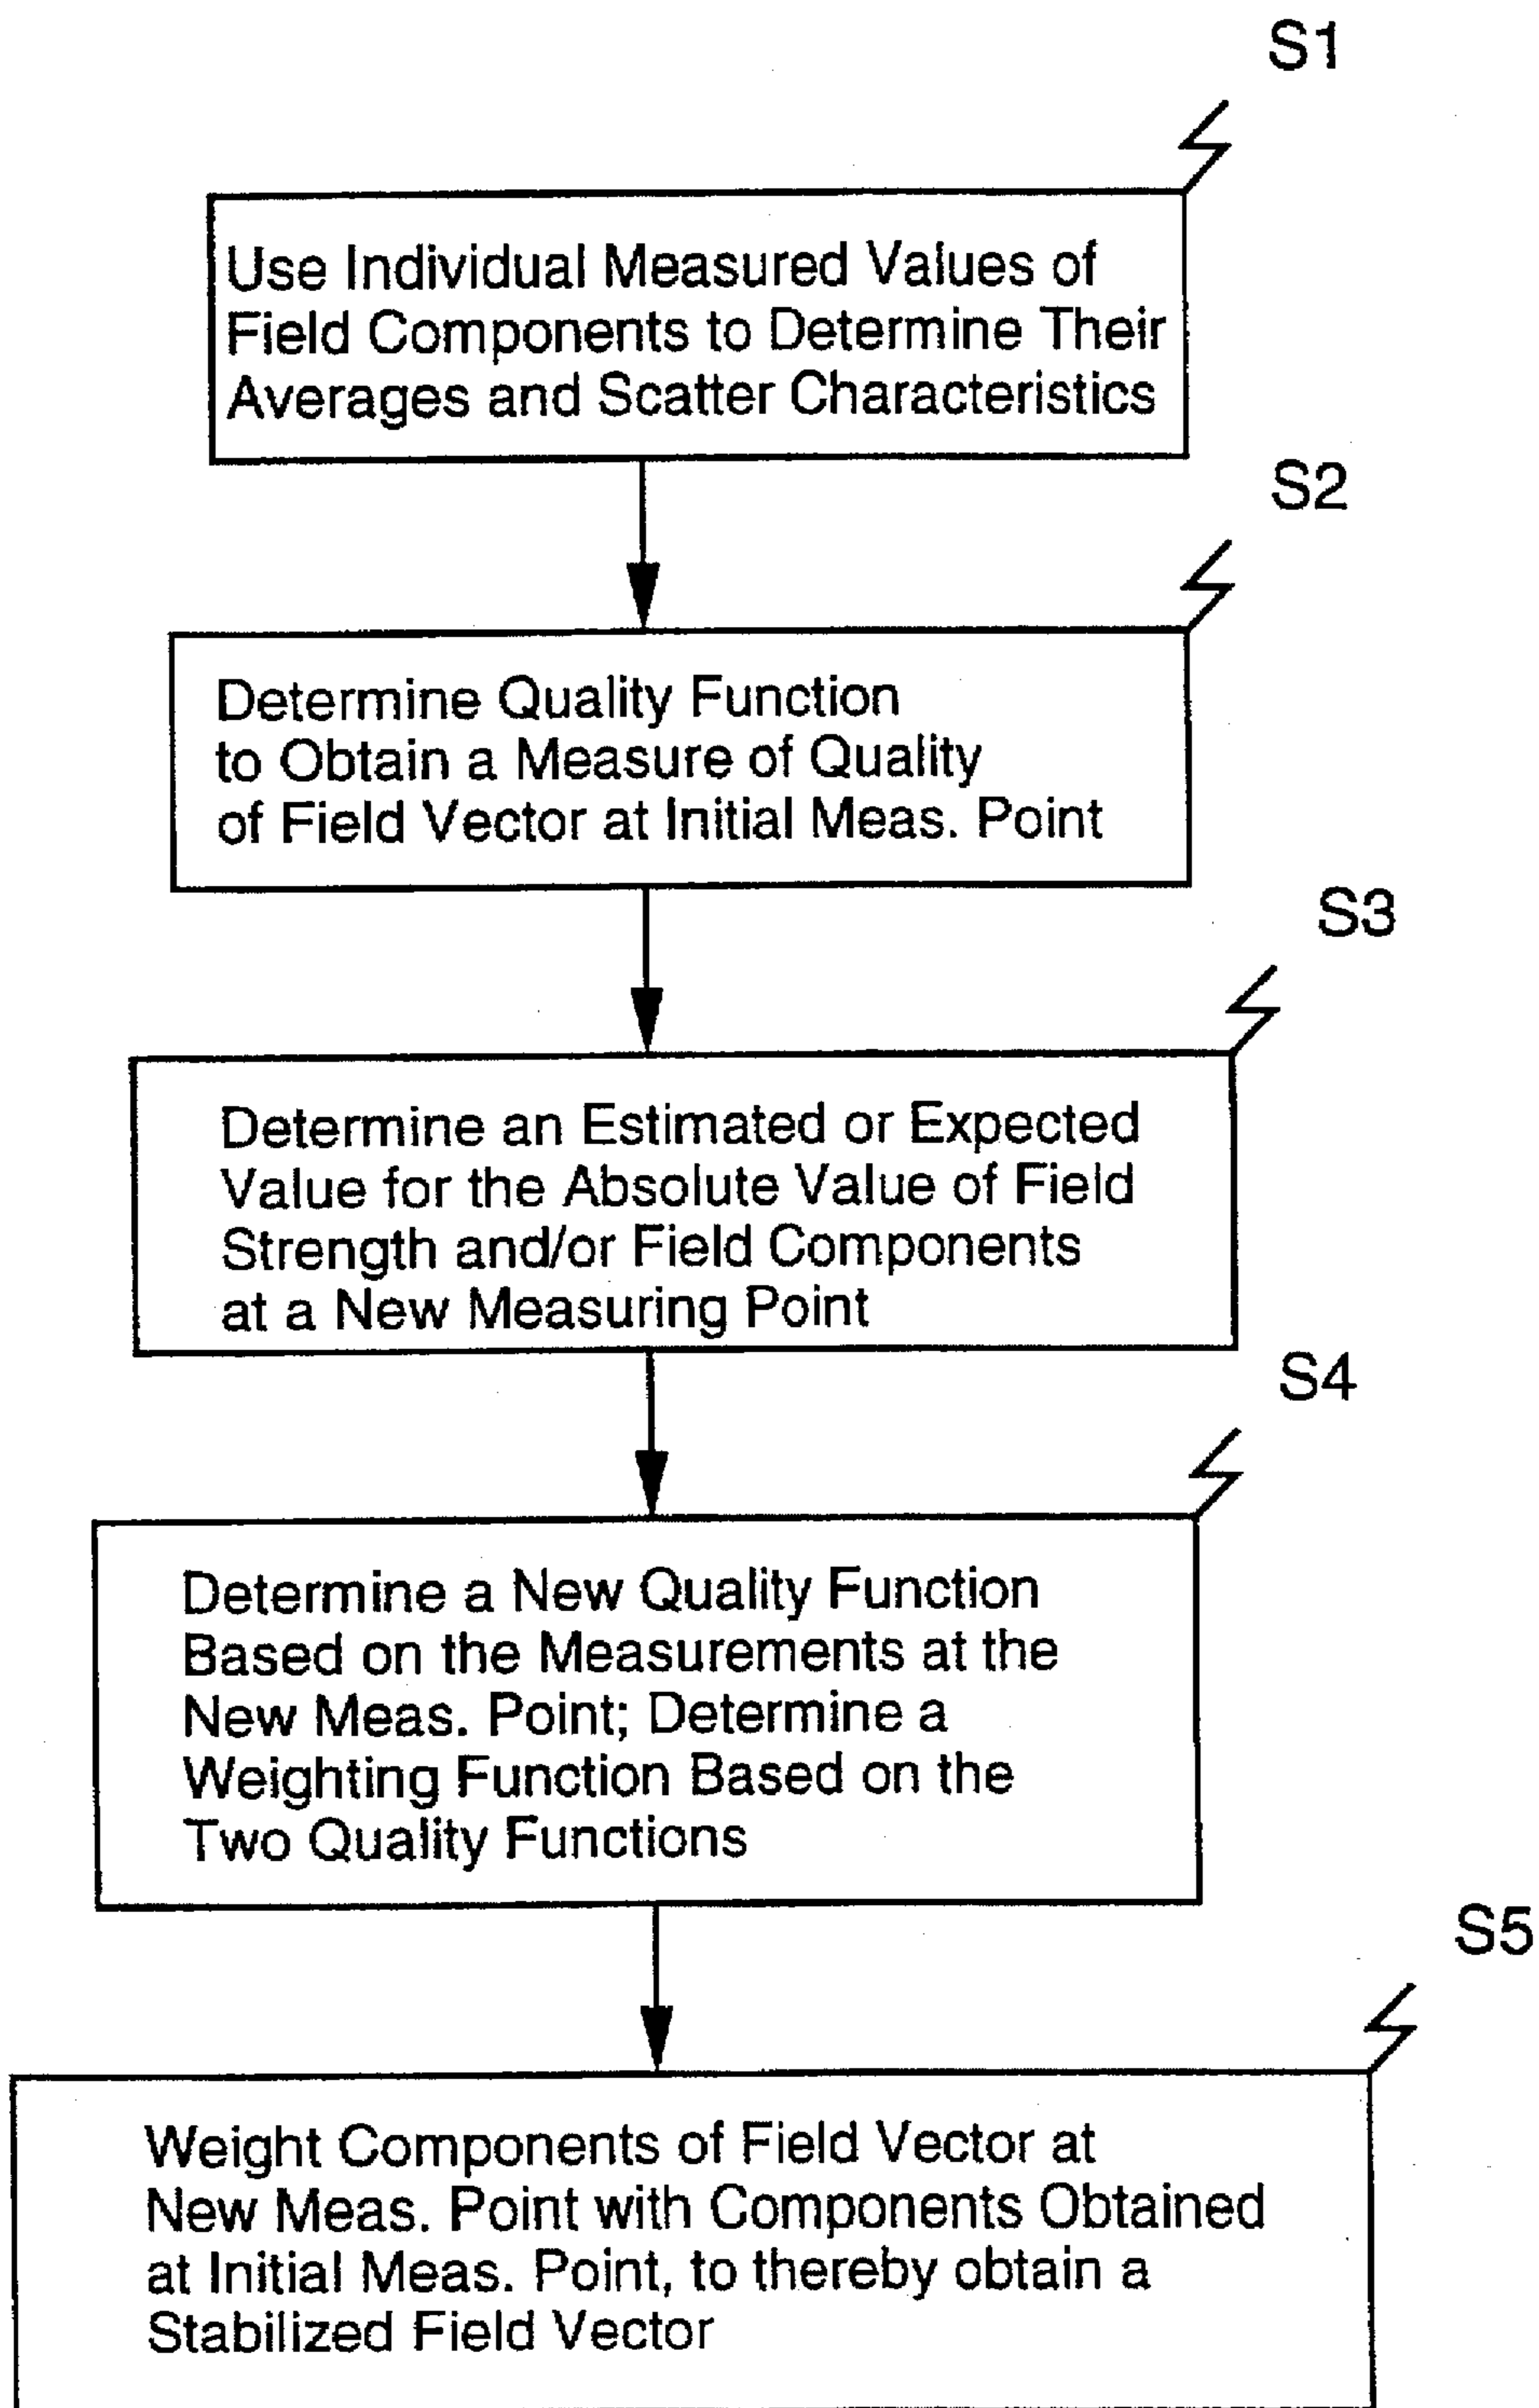 S1
Use Individual Measured Values of
Field Components to Determine Their
Averages and Scatter Characteristics
S2
Determine Quality Function
to Obtain a Measure of Quality
of Field Vector at Initial Meas. Point
S3
Determine an Estimated or Expected
Value for the Absolute Value of Field
Strength and/or Field Components
at a New Measuring Point
S4
Determine a New Quality Function
Based on the Measurements at the
New Meas. Point; Determine a
Weighting Function Based on the
Two Quality Functions
S5
Weight Components of Field Vector at
New Meas. Point with Components Obtained
at Initial Meas. Point, to thereby obtain a
Stabilized Field Vector